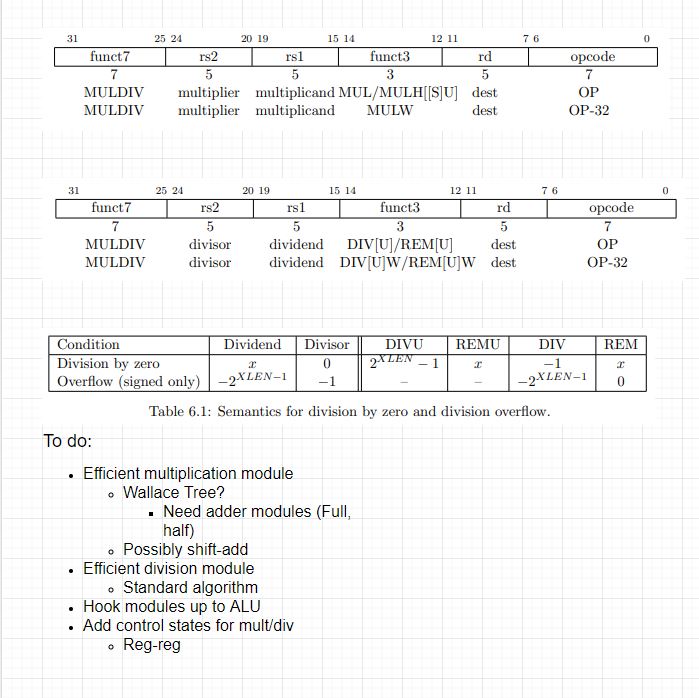 31 25 24 20 19 15 14 12 11 7 6 0
funct7 rs2 rs1 funct3 rd opcode
7 5 5 3 5 7
MULDIV multiplier multiplicand MUL/MULH[[S]U] dest OP
MULDIV multiplier multiplicand MULW dest OP-32
31 25 24 20 19 15 14 12 11 7 6 0
funct7 rs2 rs1 funct3 rd opcode
7 5 5 3 5 7
MULDIV divisor dividend DIV[U]/REM[U] dest OP
MULDIV divisor dividend DIV[U]W/REM[U]W dest OP-32
Condition Dividend Divisor DIVU REMU DIV REM
Division by zero x 0 2^XLEN − 1 x −1 x
Overflow (signed only) −2^XLEN−1 −1 – – −2^XLEN−1 0
Table 6.1: Semantics for division by zero and division overflow.
To do:
• Efficient multiplication module
◦ Wallace Tree?
▪ Need adder modules (Full,
half)
◦ Possibly shift-add
• Efficient division module
◦ Standard algorithm
• Hook modules up to ALU
• Add control states for mult/div
◦ Reg-reg